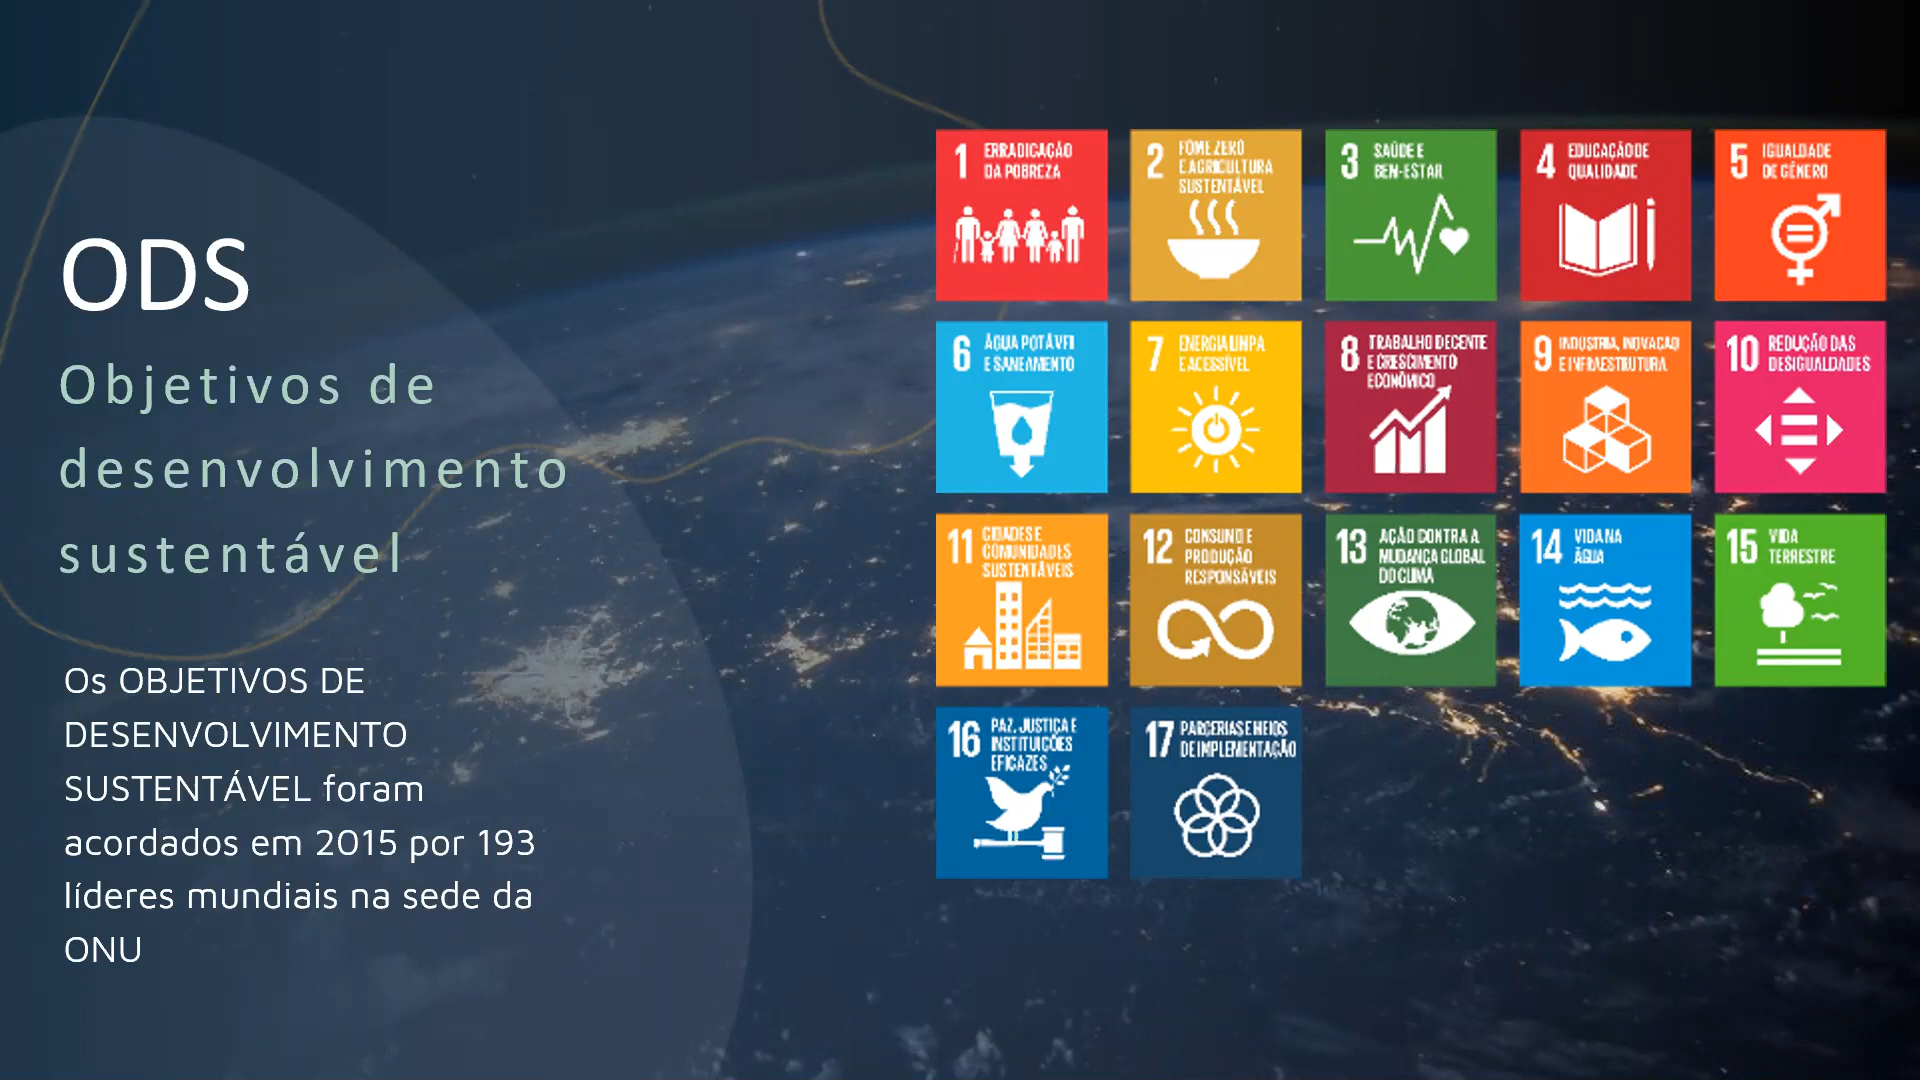 ODS
Objetivos de
desenvolvimento
sustentável
Os OBJETIVOS DE
DESENVOLVIMENTO
SUSTENTÁVEL foram
acordados em 2015 por 193
líderes mundiais na sede da
ONU
1 ERRADICAÇÃO
DA POBREZA
2 FOME ZERO
E AGRICULTURA
SUSTENTÁVEL
3 SAÚDE E
BEM-ESTAR
4 EDUCAÇÃO DE
QUALIDADE
5 IGUALDADE
DE GÊNERO
6 ÁGUA POTÁVEL
E SANEAMENTO
7 ENERGIA LIMPA
E ACESSÍVEL
8 TRABALHO DECENTE
E CRESCIMENTO
ECONÔMICO
9 INDÚSTRIA, INOVAÇÃO
E INFRAESTRUTURA
10 REDUÇÃO DAS
DESIGUALDADES
11 CIDADES E
COMUNIDADES
SUSTENTÁVEIS
12 CONSUMO E
PRODUÇÃO
RESPONSÁVEIS
13 AÇÃO CONTRA A
MUDANÇA GLOBAL
DO CLIMA
14 VIDA NA
ÁGUA
15 VIDA
TERRESTRE
16 PAZ, JUSTIÇA E
INSTITUIÇÕES
EFICAZES
17 PARCERIAS E MEIOS
DE IMPLEMENTAÇÃO